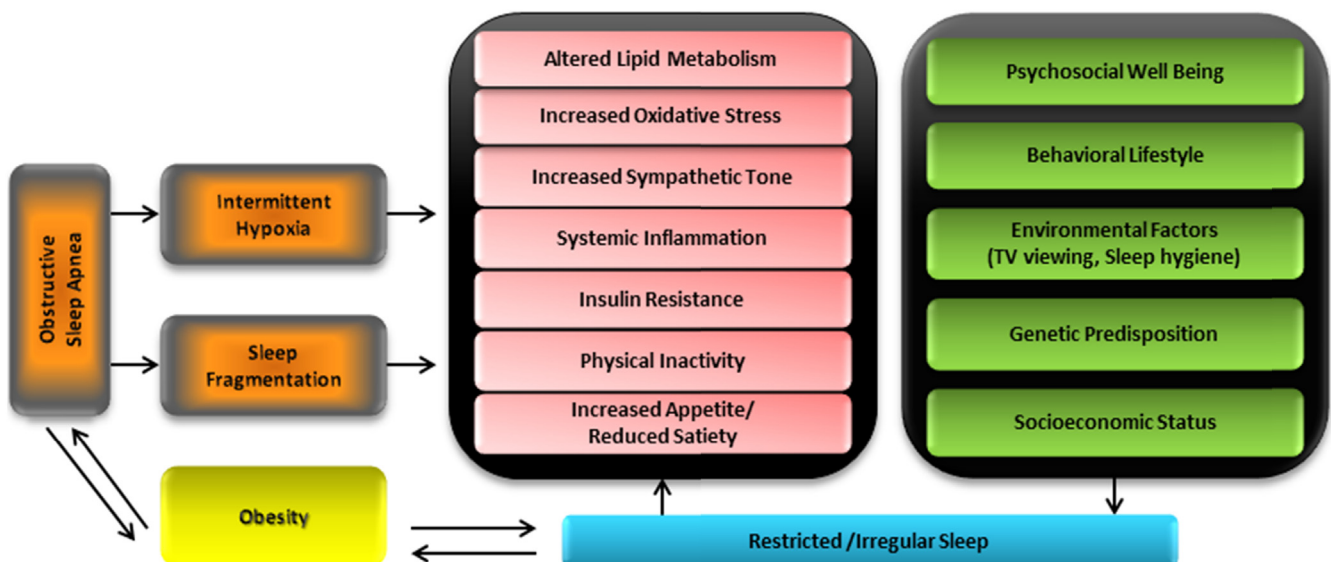 Obstructive
Sleep Apnea
Intermittent
Hypoxia
Sleep
Fragmentation
Obesity
Altered Lipid Metabolism
Increased Oxidative Stress
Increased Sympathetic Tone
Systemic Inflammation
Insulin Resistance
Physical Inactivity
Increased Appetite/
Reduced Satiety
Psychosocial Well Being
Behavioral Lifestyle
Environmental Factors
(TV viewing, Sleep hygiene)
Genetic Predisposition
Socioeconomic Status
Restricted /Irregular Sleep